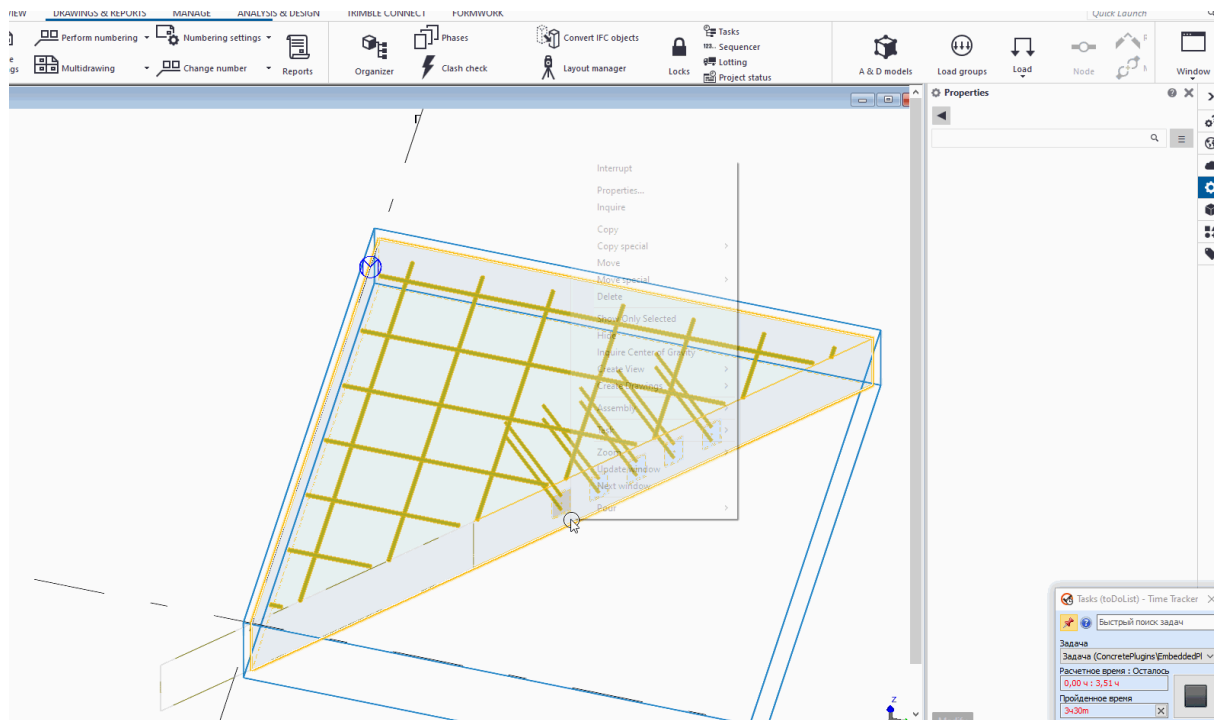 IEW DRAWINGS & REPORTS MANAGE ANALYSIS & DESIGN TRIMBLE CONNECT FORMWORK Quick Launch
Perform numbering
Numbering settings
Multidrawing
Change number
Reports
Organizer
Phases
Clash check
Convert IFC objects
Layout manager
Locks
Tasks
123... Sequencer
Lotting
Project status
A & D models
Load groups
Load
Node
Window
Properties
Interrupt
Properties...
Inquire
Copy
Copy special
Move
Move special
Delete
Show Only Selected
Hide
Inquire Center of Gravity
Create View
Create Drawings
Assembly
Task
Zoom
Update window
Next window
Pour
Z
Tasks (toDoList) - Time Tracker
Быстрый поиск задач
Задача
Задача (ConcretePlugins\EmbeddedPl
Расчетное время : Осталось
0,00 ч : 3,51 ч
Пройденное время
3ч30m